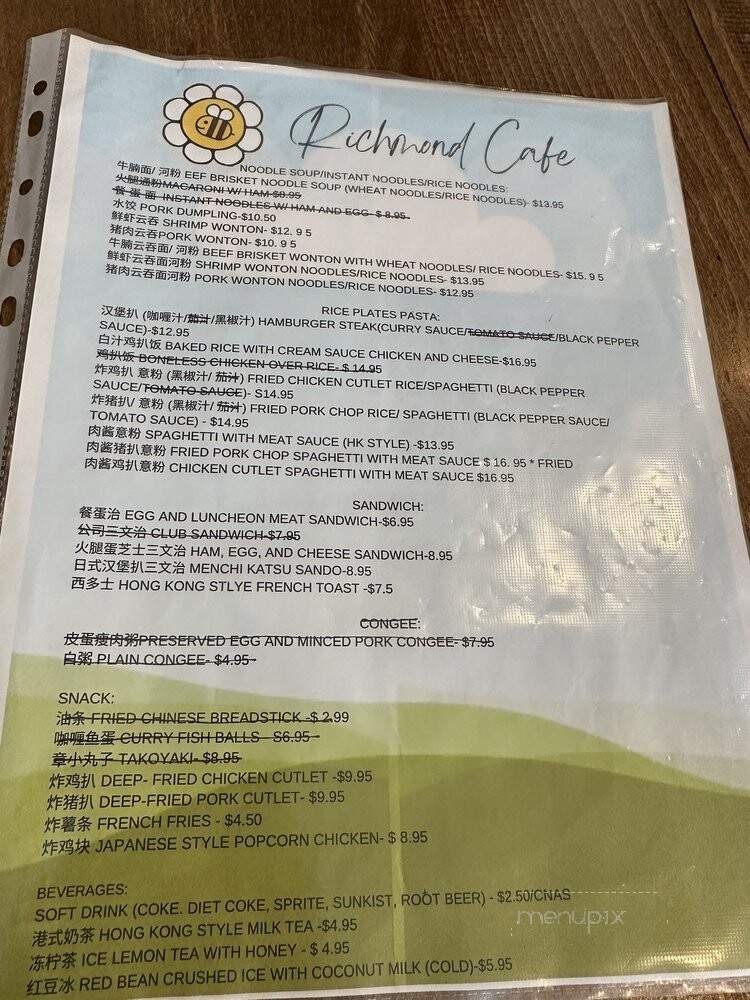 Richmond Cafe
NOODLE SOUP/INSTANT NOODLES/RICE NOODLES:
牛腩面/ 河粉 EEF BRISKET NOODLE SOUP (WHEAT NOODLES/RICE NOODLES)- $13.95
火腿通粉MACARONI W/ HAM-$8.95
餐 蛋 面 INSTANT NOODLES W/ HAM AND EGG- $ 8.95
水饺 PORK DUMPLING-$10.50
鲜虾云吞 SHRIMP WONTON- $12. 9 5
猪肉云吞PORK WONTON- $10. 9 5
牛腩云吞面/ 河粉 BEEF BRISKET WONTON WITH WHEAT NOODLES/ RICE NOODLES- $15. 9 5
鲜虾云吞面河粉 SHRIMP WONTON NOODLES/RICE NOODLES- $13.95
猪肉云吞面河粉 PORK WONTON NOODLES/RICE NOODLES- $12.95
RICE PLATES PASTA:
汉堡扒 (咖喱汁/茄汁/黑椒汁) HAMBURGER STEAK(CURRY SAUCE/TOMATO SAUCE/BLACK PEPPER
SAUCE)-$12.95
白汁鸡扒饭 BAKED RICE WITH CREAM SAUCE CHICKEN AND CHEESE-$16.95
鸡扒饭 BONELESS CHICKEN OVER RICE- $ 14.95
炸鸡扒 意粉 (黑椒汁/ 茄汁) FRIED CHICKEN CUTLET RICE/SPAGHETTI (BLACK PEPPER
SAUCE/TOMATO SAUCE)- S14.95
炸猪扒/ 意粉 (黑椒汁/ 茄汁) FRIED PORK CHOP RICE/ SPAGHETTI (BLACK PEPPER SAUCE/
TOMATO SAUCE) - $14.95
肉酱意粉 SPAGHETTI WITH MEAT SAUCE (HK STYLE) -$13.95
肉酱猪扒意粉 FRIED PORK CHOP SPAGHETTI WITH MEAT SAUCE $ 16. 95 * FRIED
肉酱鸡扒意粉 CHICKEN CUTLET SPAGHETTI WITH MEAT SAUCE $16.95
SANDWICH:
餐蛋治 EGG AND LUNCHEON MEAT SANDWICH-$6.95
公司三文治 CLUB SANDWICH-$7.95
火腿蛋芝士三文治 HAM, EGG, AND CHEESE SANDWICH-8.95
日式汉堡扒三文治 MENCHI KATSU SANDO-8.95
西多士 HONG KONG STLYE FRENCH TOAST -$7.5
CONGEE:
皮蛋瘦肉粥PRESERVED EGG AND MINCED PORK CONGEE- $7.95
白粥 PLAIN CONGEE- $4.95
SNACK:
油条 FRIED CHINESE BREADSTICK -$ 2.99
咖喱鱼蛋 CURRY FISH BALLS - S6.95
章小丸子 TAKOYAKI- $8.95
炸鸡扒 DEEP- FRIED CHICKEN CUTLET -$9.95
炸猪扒 DEEP-FRIED PORK CUTLET- $9.95
炸薯条 FRENCH FRIES - $4.50
炸鸡块 JAPANESE STYLE POPCORN CHICKEN- $ 8.95
BEVERAGES:
SOFT DRINK (COKE. DIET COKE, SPRITE, SUNKIST, ROOT BEER) - $2.50/CNAS
港式奶茶 HONG KONG STYLE MILK TEA -$4.95
冻柠茶 ICE LEMON TEA WITH HONEY - $ 4.95
红豆冰 RED BEAN CRUSHED ICE WITH COCONUT MILK (COLD)-$5.95
menupix